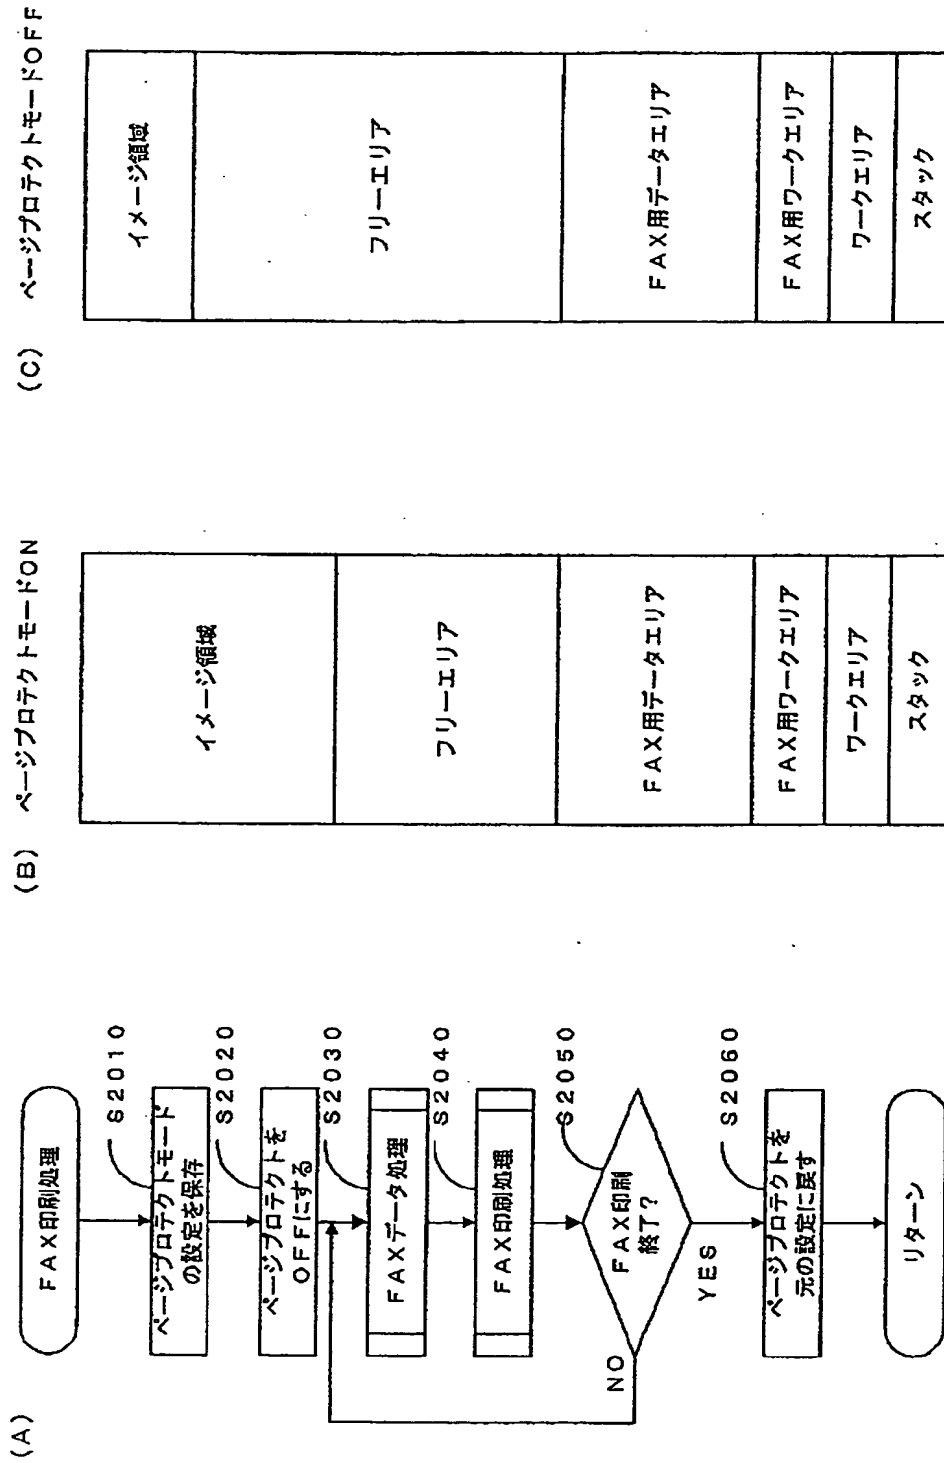 (A)
FAX印刷処理
S2010
ページプロテクトモード
の設定を保存
S2020
ページプロテクトを
OFFにする
S2030
FAXデータ処理
S2040
FAX印刷処理
S2050
FAX印刷
終了?
NO
YES
S2060
ページプロテクトを
元の設定に戻す
リターン
(B) ページプロテクトモードON
イメージ領域
フリーエリア
FAX用データエリア
FAX用ワークエリア
ワークエリア
スタック
(C) ページプロテクトモードOFF
イメージ領域
フリーエリア
FAX用データエリア
FAX用ワークエリア
ワークエリア
スタック